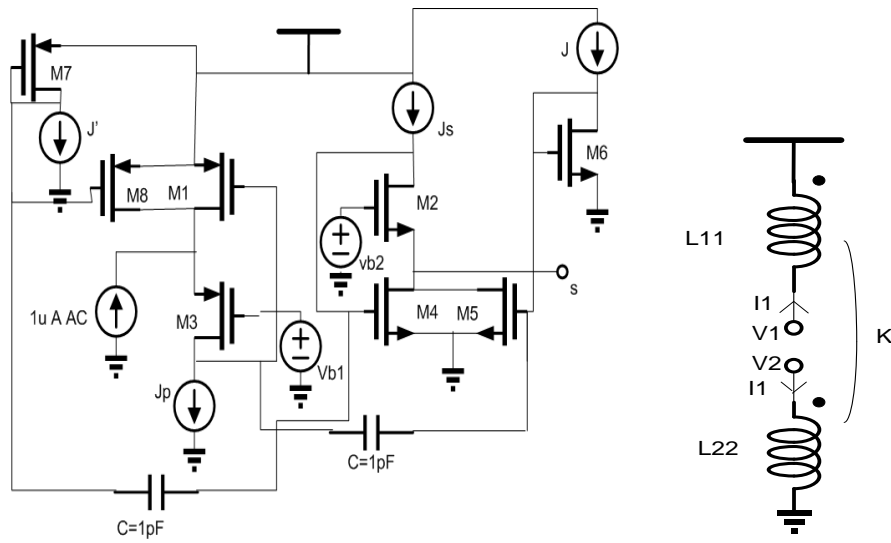 M7
J'
M8
M1
1u A AC
M3
Jp
Vb1
C=1pF
C=1pF
Js
M2
vb2
M4
M5
s
J
M6
L11
I1
V1
V2
I1
K
L22